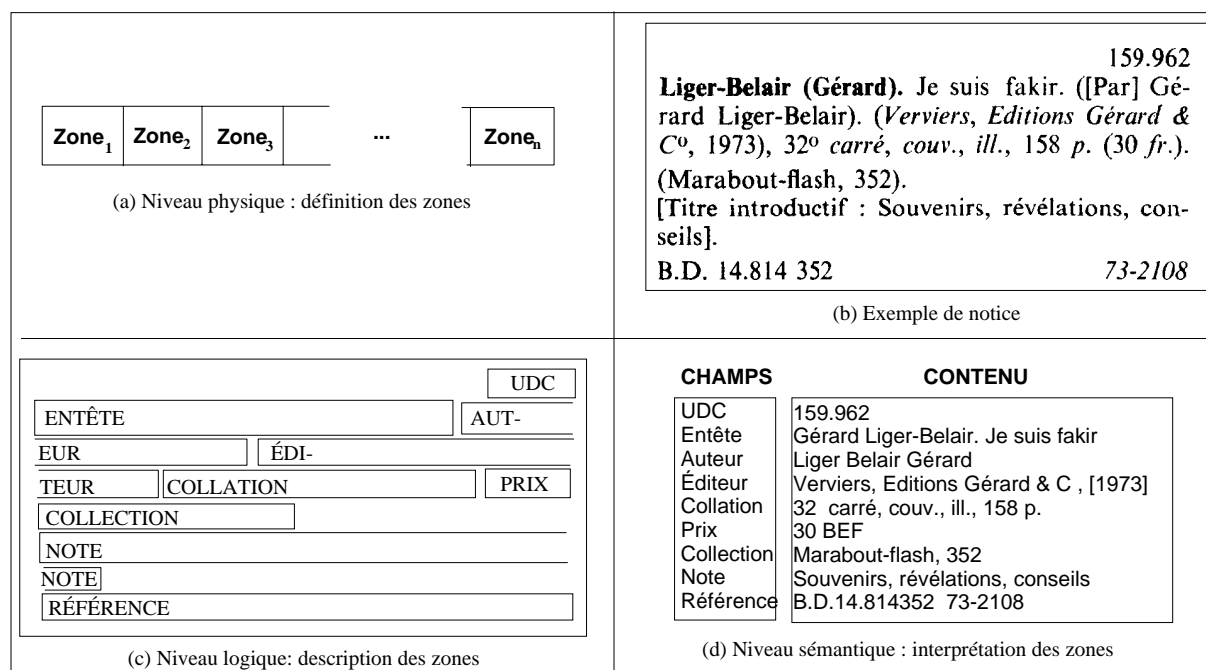 Zone1 Zone2 Zone3 ... Zonen
(a) Niveau physique : définition des zones
159.962
Liger-Belair (Gérard). Je suis fakir. ([Par] Gé-
rard Liger-Belair). (Verviers, Editions Gérard &
Cº, 1973), 32º carré, couv., ill., 158 p. (30 fr.).
(Marabout-flash, 352).
[Titre introductif : Souvenirs, révélations, con-
seils].
B.D. 14.814 352 73-2108
(b) Exemple de notice
UDC
ENTÊTE AUT-
EUR ÉDI-
TEUR COLLATION PRIX
COLLECTION
NOTE
NOTE
RÉFÉRENCE
(c) Niveau logique: description des zones
CHAMPS CONTENU
UDC 159.962
Entête Gérard Liger-Belair. Je suis fakir
Auteur Liger Belair Gérard
Éditeur Verviers, Editions Gérard & C , [1973]
Collation 32 carré, couv., ill., 158 p.
Prix 30 BEF
Collection Marabout-flash, 352
Note Souvenirs, révélations, conseils
Référence B.D.14.814352 73-2108
(d) Niveau sémantique : interprétation des zones